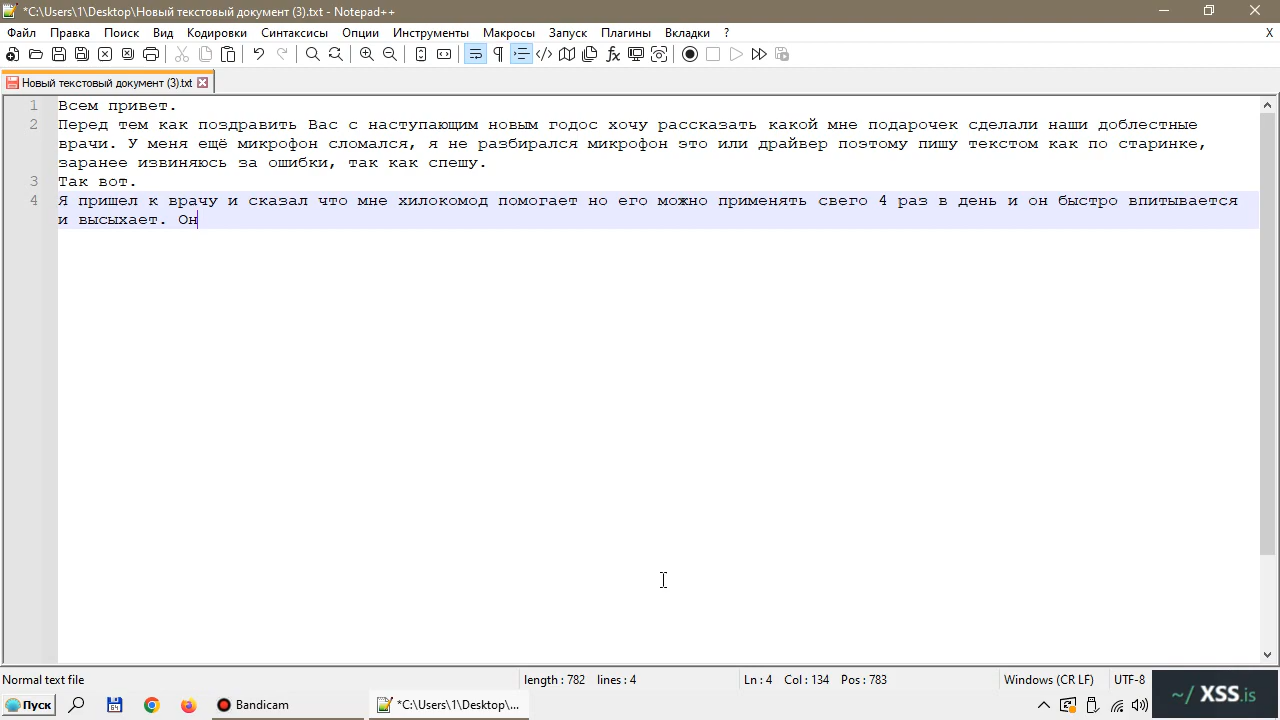 *C:\Users\1\Desktop\Новый текстовый документ (3).txt - Notepad++
Файл Правка Поиск Вид Кодировки Синтаксисы Опции Инструменты Макросы Запуск Плагины Вкладки ? X
Новый текстовый документ (3).txt
1 Всем привет.
2 Перед тем как поздравить Вас с наступающим новым годос хочу рассказать какой мне подарочек сделали наши доблестные
врачи. У меня ещё микрофон сломался, я не разбирался микрофон это или драйвер поэтому пишу текстом как по старинке,
заранее извиняюсь за ошибки, так как спешу.
3 Так вот.
4 Я пришел к врачу и сказал что мне хилокомод помогает но его можно применять свего 4 раз в день и он быстро впитывается
и высыхает. Он
Normal text file length : 782 lines : 4 Ln : 4 Col : 134 Pos : 783 Windows (CR LF) UTF-8
Пуск Bandicam *C:\Users\1\Desktop\... ~/ XSS.is